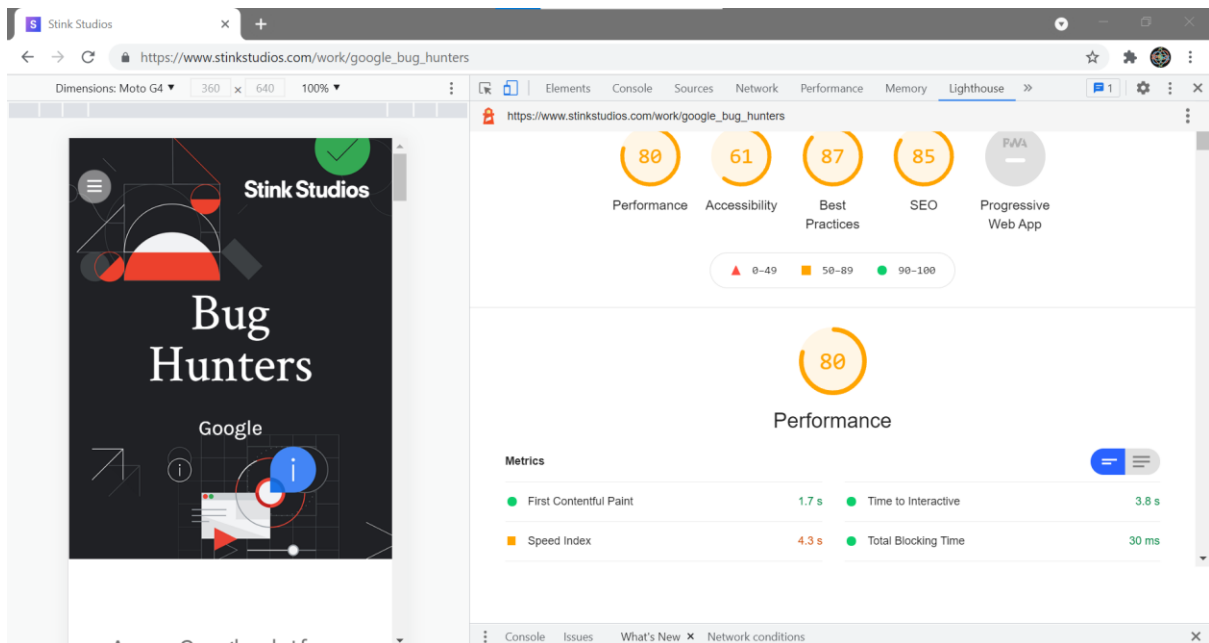 S Stink Studios
https://www.stinkstudios.com/work/google_bug_hunters
Dimensions: Moto G4 ▼ 360 x 640 100% ▼
Elements Console Sources Network Performance Memory Lighthouse » 1
https://www.stinkstudios.com/work/google_bug_hunters
Stink Studios
Bug
Hunters
Google
i
i
80 61 87 85 PWA
Performance Accessibility Best Practices SEO Progressive Web App
0–49 50–89 90–100
80
Performance
Metrics
First Contentful Paint 1.7 s Time to Interactive 3.8 s
Speed Index 4.3 s Total Blocking Time 30 ms
Console Issues What's New × Network conditions